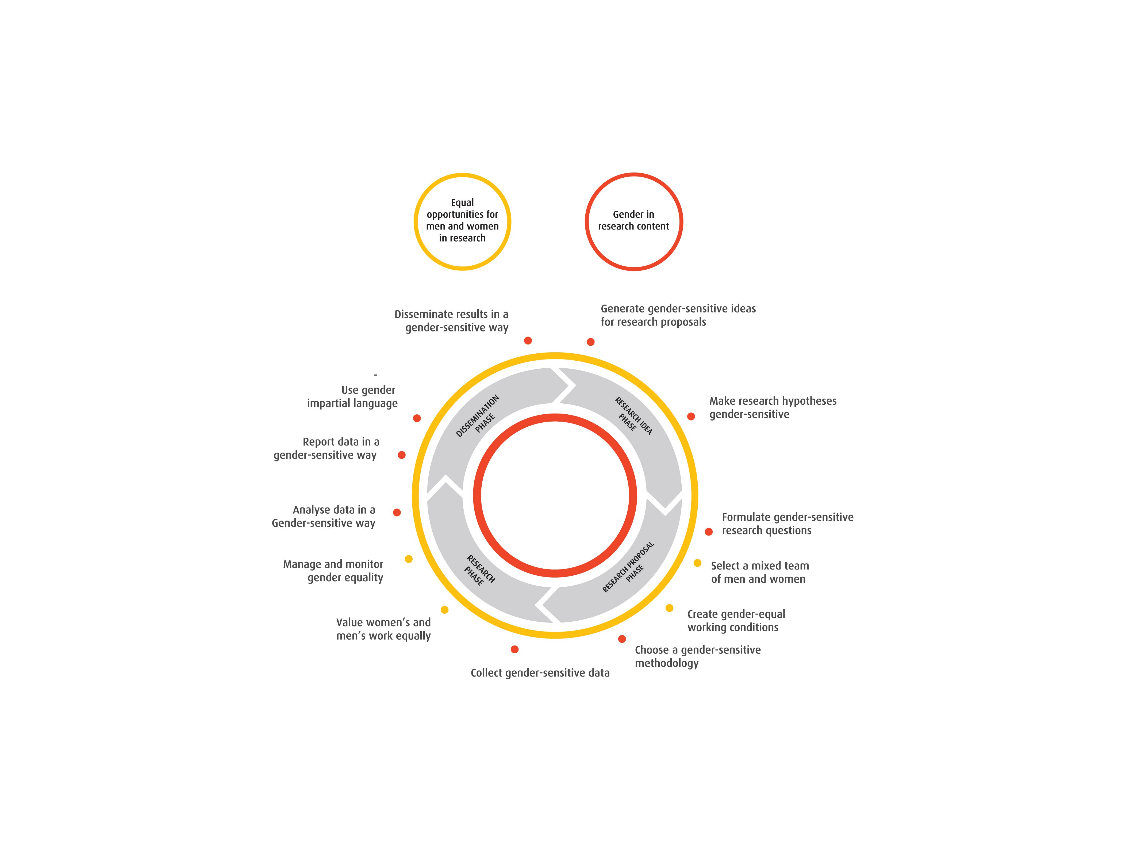 Equal
opportunities for
men and women
in research
Gender in
research content
Generate gender-sensitive ideas
for research proposals
Make research hypotheses
gender-sensitive
Formulate gender-sensitive
research questions
Select a mixed team
of men and women
Create gender-equal
working conditions
Choose a gender-sensitive
methodology
Collect gender-sensitive data
Value women's and
men's work equally
Manage and monitor
gender equality
Analyse data in a
Gender-sensitive way
Report data in a
gender-sensitive way
-
Use gender
impartial language
Disseminate results in a
gender-sensitive way
RESEARCH IDEA
PHASE
RESEARCH PROPOSAL
PHASE
RESEARCH
PHASE
DISSEMINATION
PHASE